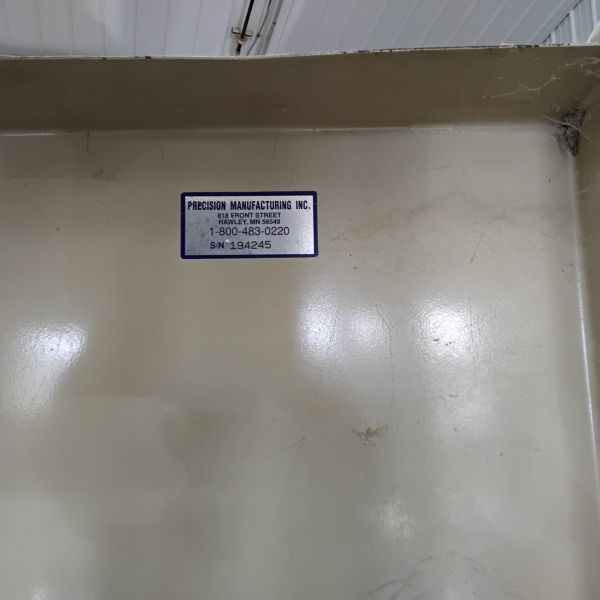 PRECISION MANUFACTURING INC.
818 FRONT STREET
HAWLEY, MN 56549
1-800-483-0220
S/N 194245